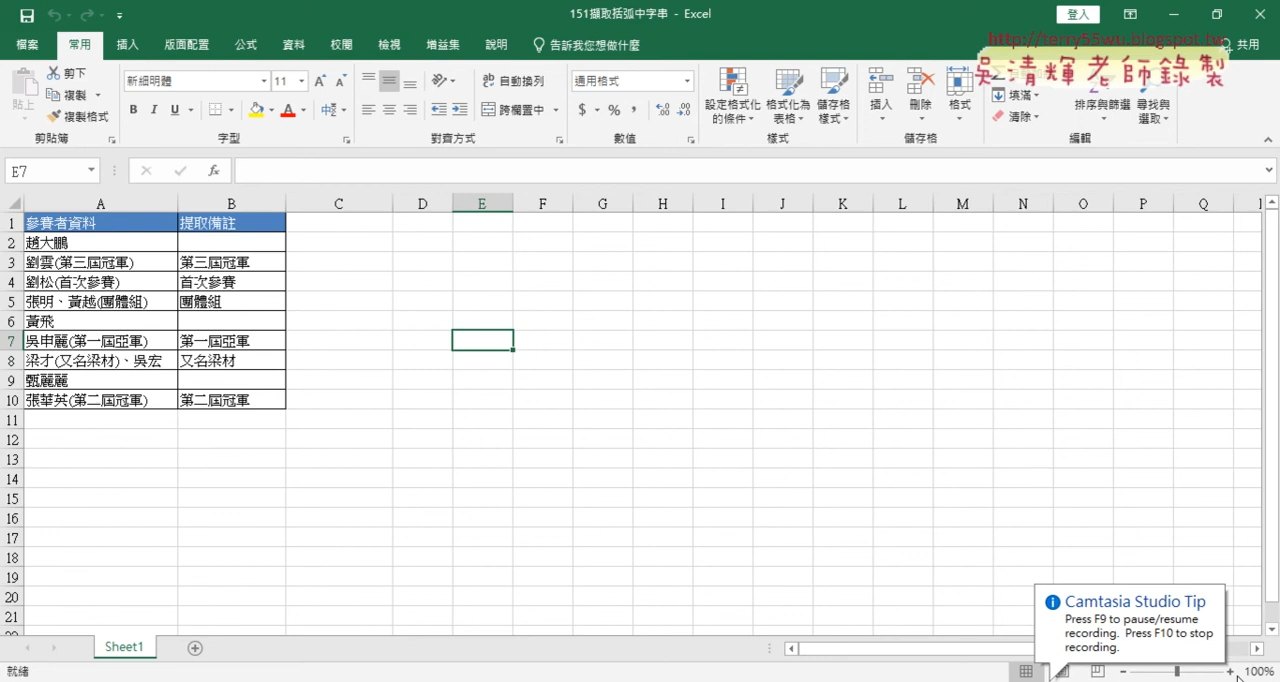 151擷取括弧中字串 - Excel
登入
檔案 常用 插入 版面配置 公式 資料 校閱 檢視 增益集 說明 告訴我您想做什麼
http://terry55wu.blogspot.tw
共用
吳清輝老師錄製
貼上
剪下
複製
複製格式
剪貼簿
新細明體 11
B I U
字型
自動換列
跨欄置中
對齊方式
通用格式
$ % ,
數值
設定格式化的條件
格式化為表格
儲存格樣式
樣式
插入 刪除 格式
儲存格
填滿
清除
排序與篩選
尋找與選取
編輯
E7
fx
A B C D E F G H I J K L M N O P Q
1 參賽者資料 提取備註
2 趙大鵬
3 劉雲(第三屆冠軍) 第三屆冠軍
4 劉松(首次參賽) 首次參賽
5 張明、黃越(團體組) 團體組
6 黃飛
7 吳申麗(第一屆亞軍) 第一屆亞軍
8 梁才(又名梁材)、吳宏 又名梁材
9 甄麗麗
10 張華英(第二屆冠軍) 第二屆冠軍
11
12
13
14
15
16
17
18
19
20
21
22
Camtasia Studio Tip
Press F9 to pause/resume
recording. Press F10 to stop
recording.
Sheet1
就緒
100%